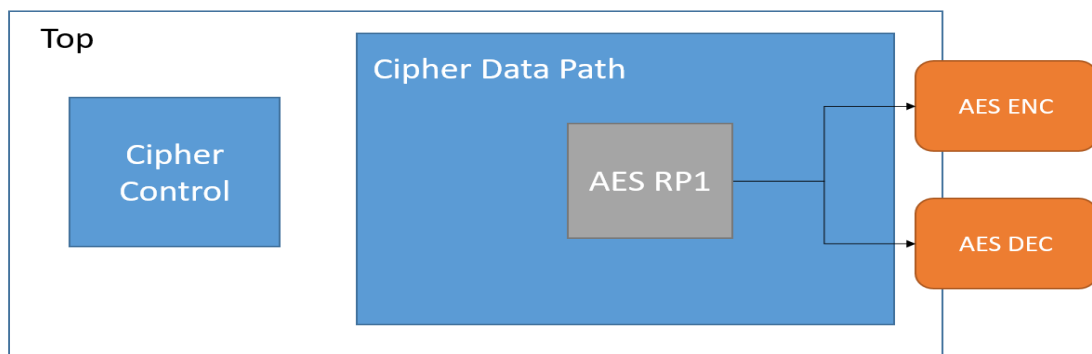 Top
Cipher
Control
Cipher Data Path
AES RP1
AES ENC
AES DEC